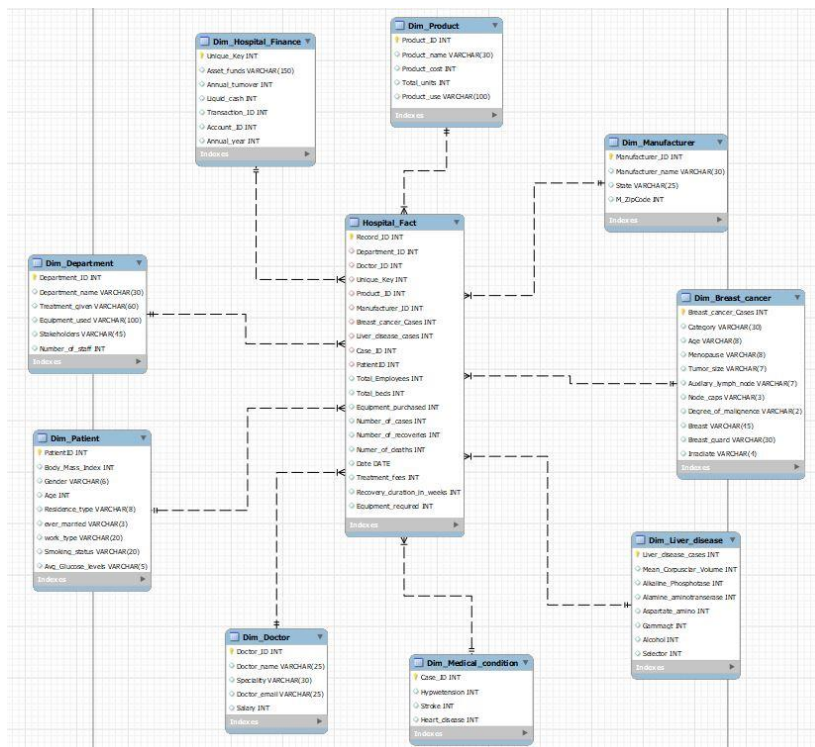 Dim_Hospital_Finance
Unique_Key INT
Asset_funds VARCHAR(150)
Annual_turnover INT
Liquid_cash INT
Transaction_ID INT
Account_ID INT
Annual_year INT
Indexes
Dim_Product
Product_ID INT
Product_name VARCHAR(30)
Product_cost INT
Total_units INT
Product_use VARCHAR(100)
Indexes
Dim_Manufacturer
Manufacturer_ID INT
Manufacturer_name VARCHAR(30)
State VARCHAR(25)
M_ZipCode INT
Indexes
Hospital_Fact
Record_ID INT
Department_ID INT
Doctor_ID INT
Unique_Key INT
Product_ID INT
Manufacturer_ID INT
Breast_cancer_Cases INT
Liver_disease_cases INT
Case_ID INT
PatientID INT
Total_Employees INT
Total_beds INT
Equipment_purchased INT
Number_of_cases INT
Number_of_recoveries INT
Numer_of_deaths INT
Date DATE
Treatment_fees INT
Recovery_duration_in_weeks INT
Equipment_required INT
Indexes
Dim_Department
Department_ID INT
Department_name VARCHAR(30)
Treatment_given VARCHAR(60)
Equipment_used VARCHAR(100)
Stakeholders VARCHAR(45)
Number_of_staff INT
Indexes
Dim_Breast_cancer
Breast_cancer_Cases INT
Category VARCHAR(30)
Age VARCHAR(8)
Menopause VARCHAR(8)
Tumor_size VARCHAR(7)
Auxilary_lymph_node VARCHAR(7)
Node_caps VARCHAR(3)
Degree_of_malignence VARCHAR(2)
Breast VARCHAR(45)
Breast_guard VARCHAR(30)
Irradiate VARCHAR(4)
Indexes
Dim_Patient
PatientID INT
Body_Mass_Index INT
Gender VARCHAR(6)
Age INT
Residence_type VARCHAR(8)
ever_married VARCHAR(3)
work_type VARCHAR(20)
Smoking_status VARCHAR(20)
Avg_Glucose_levels VARCHAR(5)
Indexes
Dim_Liver_disease
Liver_disease_cases INT
Mean_Corpusclar_Volume INT
Alkaline_Phosphotase INT
Alamine_aminotranserase INT
Aspartate_amino INT
Gammagt INT
Alcohol INT
Selector INT
Indexes
Dim_Doctor
Doctor_ID INT
Doctor_name VARCHAR(25)
Speciality VARCHAR(30)
Doctor_email VARCHAR(25)
Salary INT
Indexes
Dim_Medical_condition
Case_ID INT
Hypwetension INT
Stroke INT
Heart_disease INT
Indexes